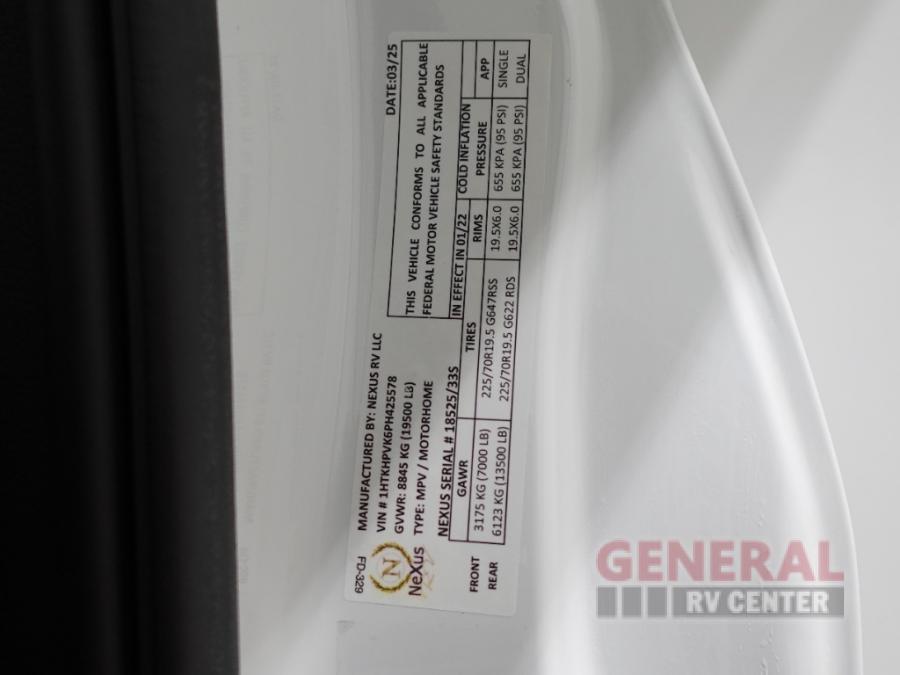 FD-329
MANUFACTURED BY: NEXUS RV LLC
DATE:03/25
VIN # 1HTKHPVK6PH425578
GVWR: 8845 KG (19500 LB)
TYPE: MPV / MOTORHOME
THIS VEHICLE CONFORMS TO ALL APPLICABLE
FEDERAL MOTOR VEHICLE SAFETY STANDARDS
N
NeXus
RV
NEXUS SERIAL # 18525/33S
IN EFFECT IN 01/22
GAWR TIRES RIMS COLD INFLATION PRESSURE APP
FRONT 3175 KG (7000 LB) 225/70R19.5 G647RSS 19.5X6.0 655 KPA (95 PSI) SINGLE
REAR 6123 KG (13500 LB) 225/70R19.5 G622 RDS 19.5X6.0 655 KPA (95 PSI) DUAL
GENERAL
RV CENTER